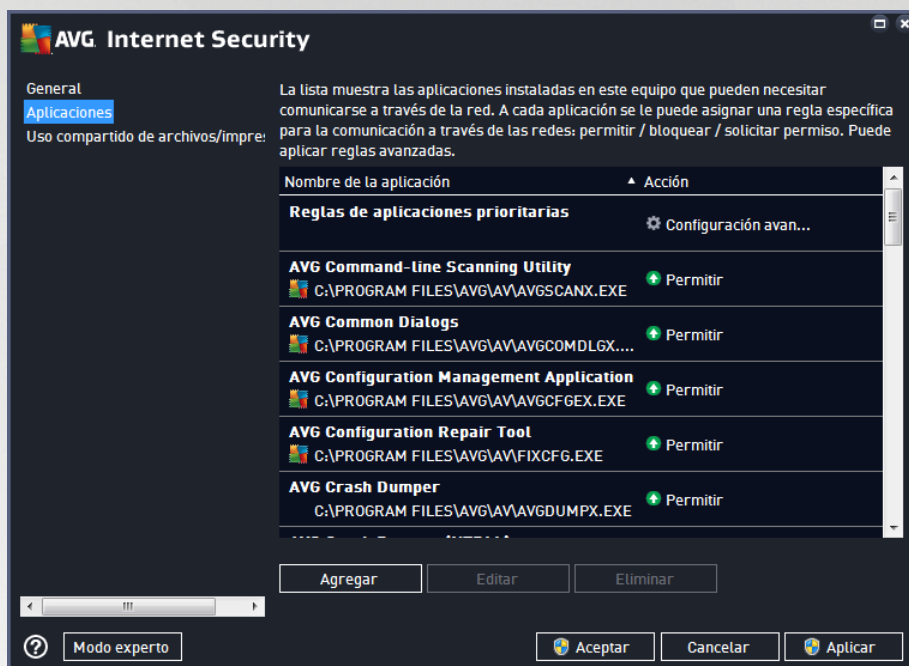 AVG Internet Security
General
Aplicaciones
Uso compartido de archivos/impres
La lista muestra las aplicaciones instaladas en este equipo que pueden necesitar
comunicarse a través de la red. A cada aplicación se le puede asignar una regla específica
para la comunicación a través de las redes: permitir / bloquear / solicitar permiso. Puede
aplicar reglas avanzadas.
Nombre de la aplicación Acción
Reglas de aplicaciones prioritarias
Configuración avan...
AVG Command-line Scanning Utility
C:\PROGRAM FILES\AVG\AV\AVGSCANX.EXE Permitir
AVG Common Dialogs
C:\PROGRAM FILES\AVG\AV\AVGCOMDLGX.... Permitir
AVG Configuration Management Application
C:\PROGRAM FILES\AVG\AV\AVGCFGEX.EXE Permitir
AVG Configuration Repair Tool
C:\PROGRAM FILES\AVG\AV\FIXCFG.EXE Permitir
AVG Crash Dumper
C:\PROGRAM FILES\AVG\AV\AVGDUMPX.EXE Permitir
Agregar Editar Eliminar
Modo experto Aceptar Cancelar Aplicar